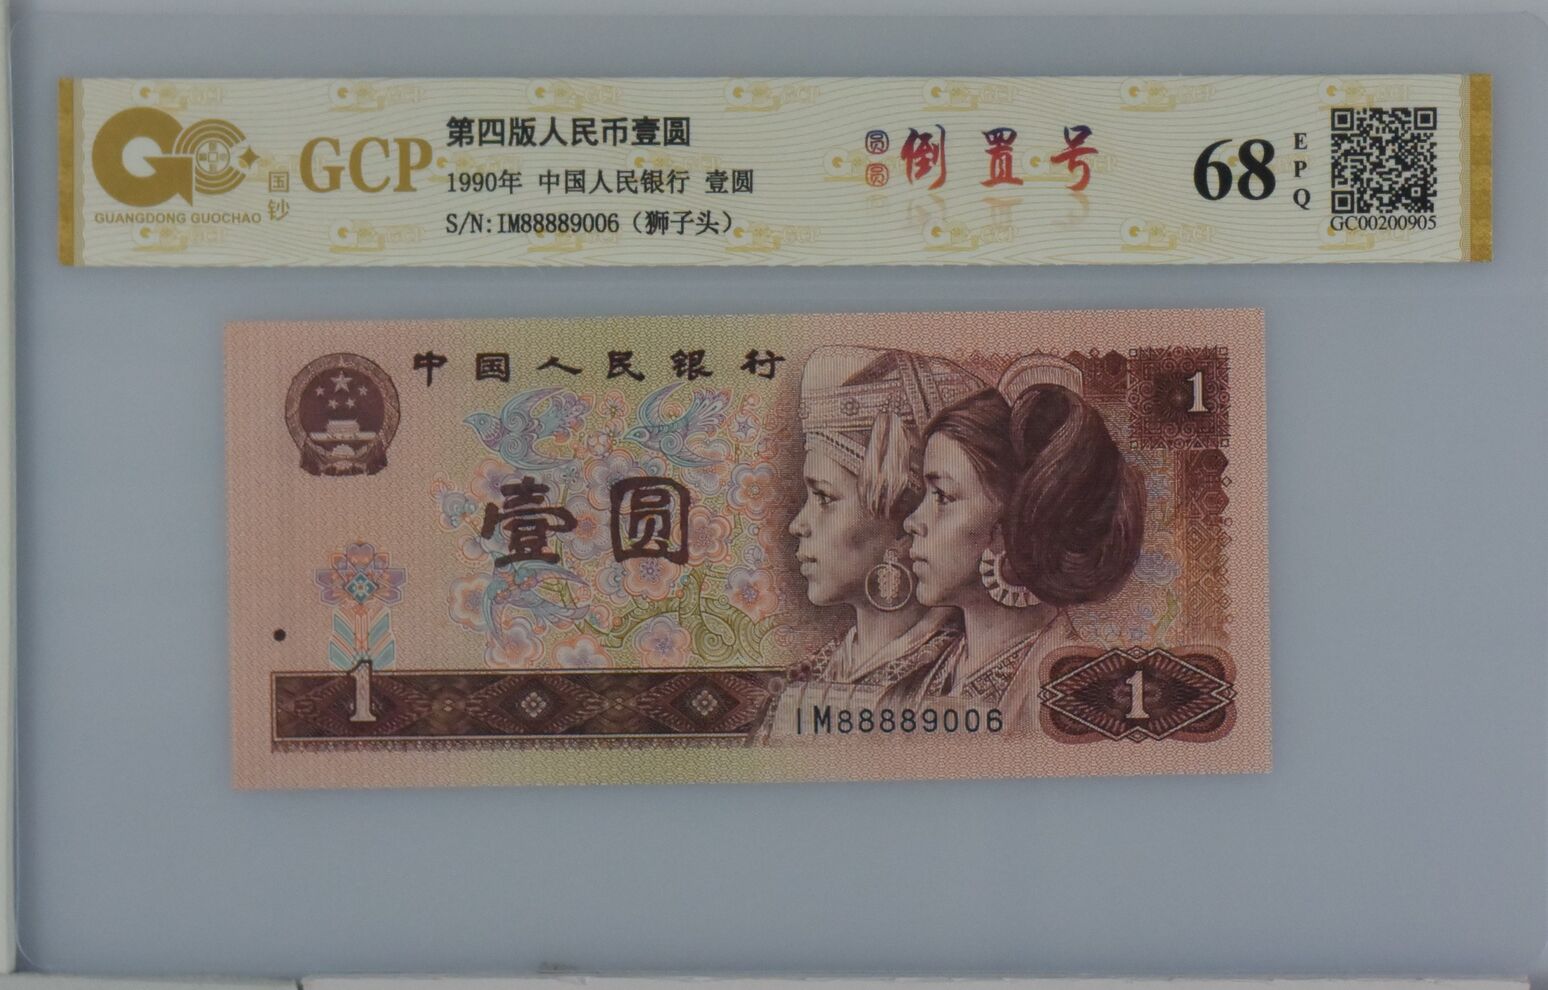 GCP
国钞
GUANGDONG GUOCHAO
第四版人民币壹圆
1990年 中国人民银行 壹圆
S/N:IM88889006（狮子头）
圆圆
倒置号
68
EPQ
GC00200905
中国人民银行
1
壹圆
1
1
IM88889006